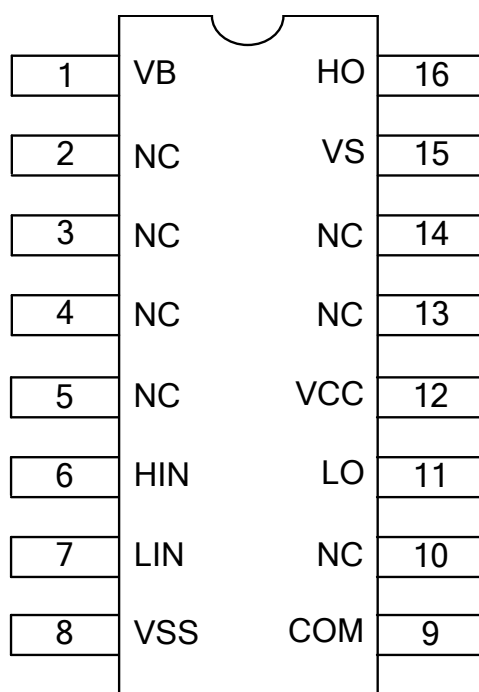 1 VB HO 16
2 NC VS 15
3 NC NC 14
4 NC NC 13
5 NC VCC 12
6 HIN LO 11
7 LIN NC 10
8 VSS COM 9